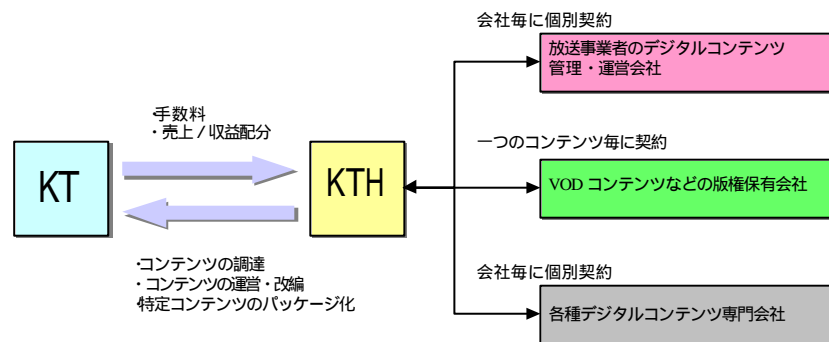 会社毎に個別契約
放送事業者のデジタルコンテンツ
管理・運営会社
・手数料
・売上/収益配分
一つのコンテンツ毎に契約
KT
KTH
VOD コンテンツなどの版権保有会社
・コンテンツの調達
・コンテンツの運営・改編
・特定コンテンツのパッケージ化
会社毎に個別契約
各種デジタルコンテンツ専門会社